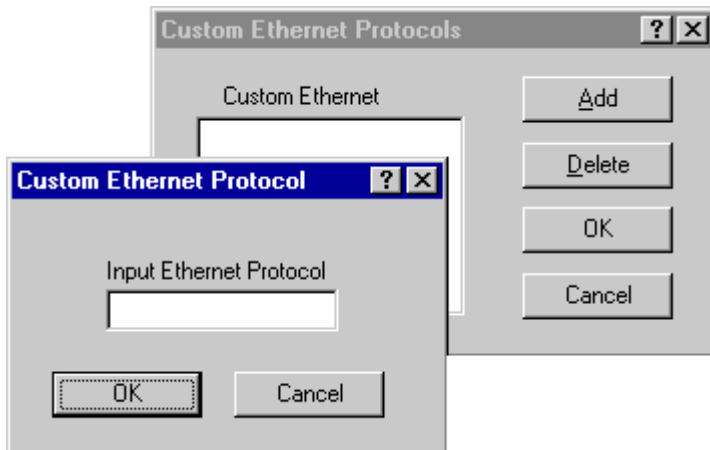 Custom Ethernet Protocols
?
Custom Ethernet
Add
Delete
OK
Cancel
Custom Ethernet Protocol
?
Input Ethernet Protocol
OK
Cancel